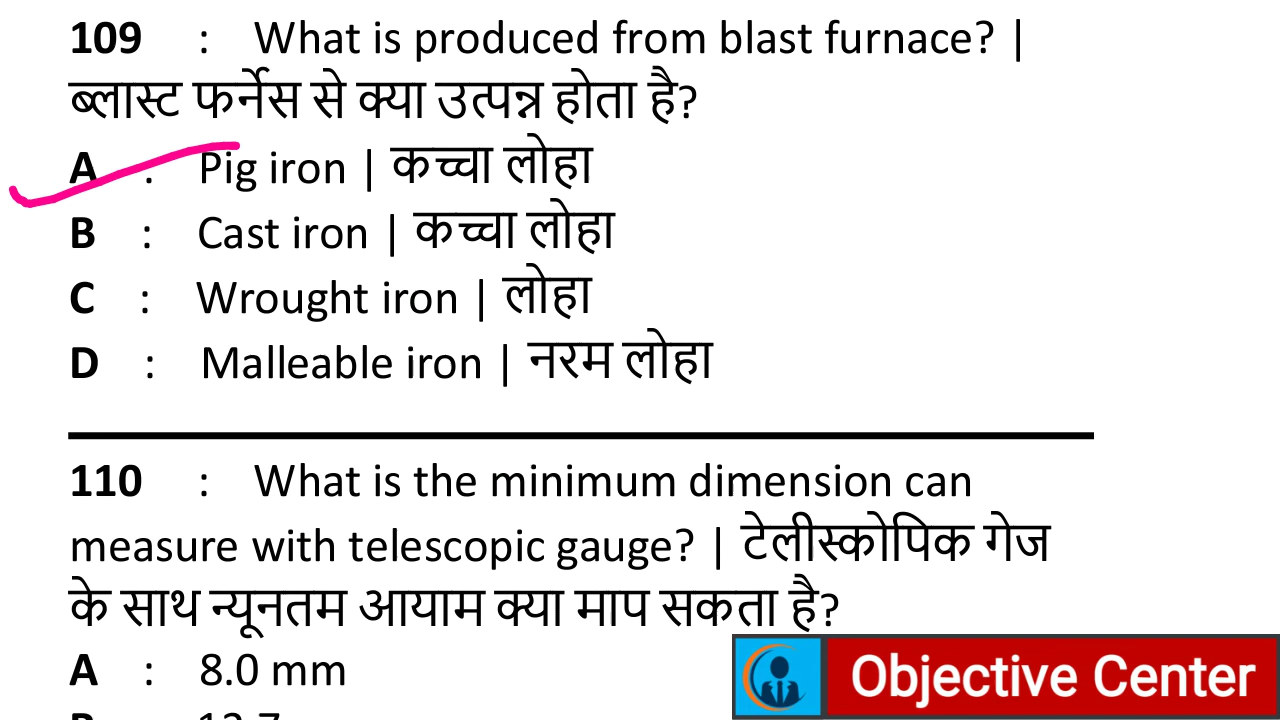 109 : What is produced from blast furnace? |
ब्लास्ट फर्नेस से क्या उत्पन्न होता है?
A : Pig iron | कच्चा लोहा
B : Cast iron | कच्चा लोहा
C : Wrought iron | लोहा
D : Malleable iron | नरम लोहा
110 : What is the minimum dimension can
measure with telescopic gauge? | टेलीस्कोपिक गेज
के साथ न्यूनतम आयाम क्या माप सकता है?
A : 8.0 mm
Objective Center